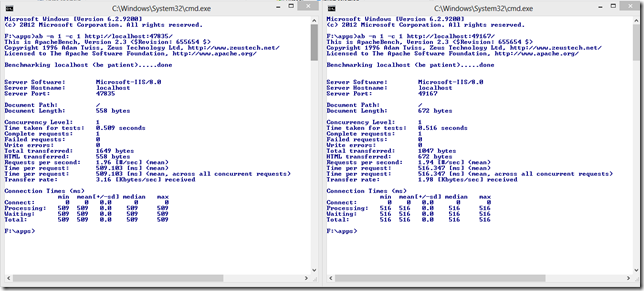 C:\Windows\System32\cmd.exe
Microsoft Windows [Version 6.2.9200]
(c) 2012 Microsoft Corporation. All rights reserved.
F:\apps>ab -n 1 -c 1 http://localhost:47035/
This is ApacheBench, Version 2.3 <$Revision: 655654 $>
Copyright 1996 Adam Twiss, Zeus Technology Ltd, http://www.zeustech.net/
Licensed to The Apache Software Foundation, http://www.apache.org/
Benchmarking localhost (be patient).....done
Server Software: Microsoft-IIS/8.0
Server Hostname: localhost
Server Port: 47035
Document Path: /
Document Length: 558 bytes
Concurrency Level: 1
Time taken for tests: 0.509 seconds
Complete requests: 1
Failed requests: 0
Write errors: 0
Total transferred: 1649 bytes
HTML transferred: 558 bytes
Requests per second: 1.96 [#/sec] (mean)
Time per request: 509.103 [ms] (mean)
Time per request: 509.103 [ms] (mean, across all concurrent requests)
Transfer rate: 3.16 [Kbytes/sec] received
Connection Times (ms)
min mean[+/-sd] median max
Connect: 0 0 0.0 0 0
Processing: 509 509 0.0 509 509
Waiting: 509 509 0.0 509 509
Total: 509 509 0.0 509 509
F:\apps>
C:\Windows\System32\cmd.exe
Microsoft Windows [Version 6.2.9200]
(c) 2012 Microsoft Corporation. All rights reserved.
F:\apps>ab -n 1 -c 1 http://localhost:49167/
This is ApacheBench, Version 2.3 <$Revision: 655654 $>
Copyright 1996 Adam Twiss, Zeus Technology Ltd, http://www.zeustech.net/
Licensed to The Apache Software Foundation, http://www.apache.org/
Benchmarking localhost (be patient).....done
Server Software: Microsoft-IIS/8.0
Server Hostname: localhost
Server Port: 49167
Document Path: /
Document Length: 672 bytes
Concurrency Level: 1
Time taken for tests: 0.516 seconds
Complete requests: 1
Failed requests: 0
Write errors: 0
Total transferred: 1047 bytes
HTML transferred: 672 bytes
Requests per second: 1.94 [#/sec] (mean)
Time per request: 516.347 [ms] (mean)
Time per request: 516.347 [ms] (mean, across all concurrent requests)
Transfer rate: 1.98 [Kbytes/sec] received
Connection Times (ms)
min mean[+/-sd] median max
Connect: 0 0 0.0 0 0
Processing: 516 516 0.0 516 516
Waiting: 516 516 0.0 516 516
Total: 516 516 0.0 516 516
F:\apps>